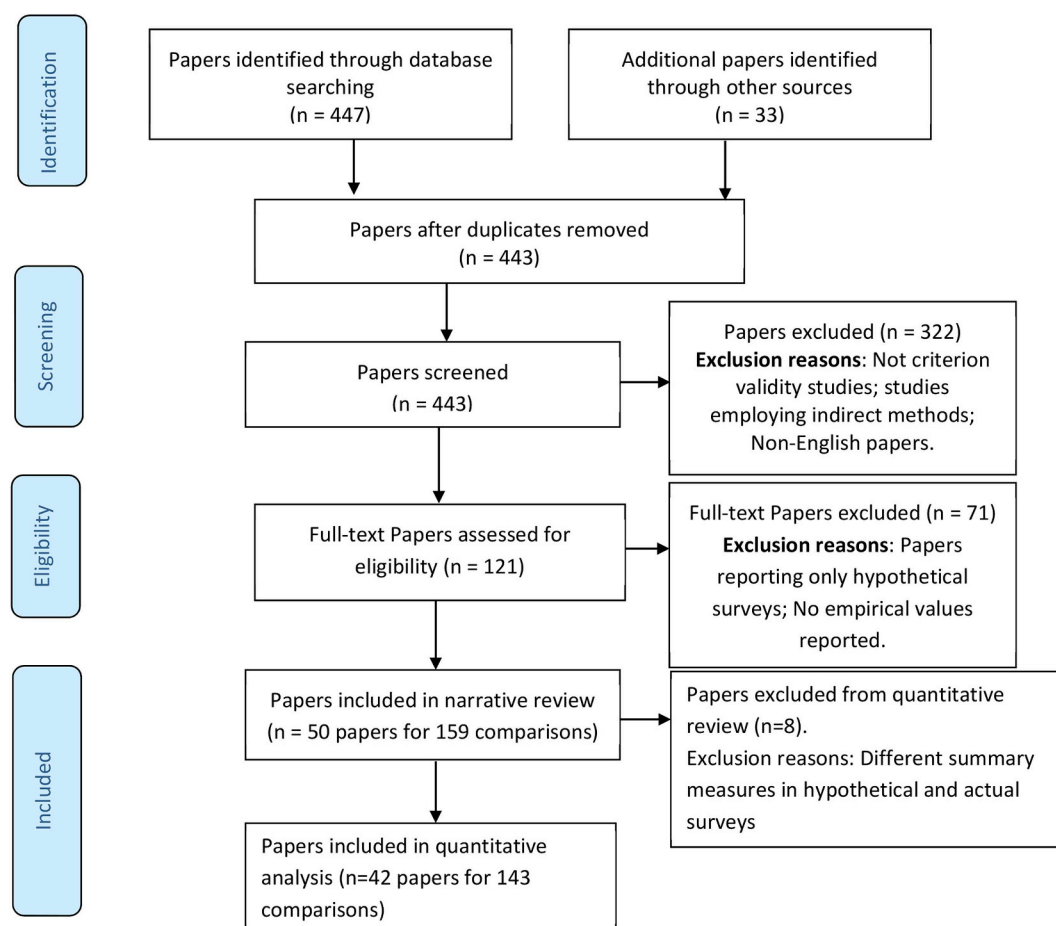 Identification
Papers identified through database
searching
(n = 447)
Additional papers identified
through other sources
(n = 33)
Papers after duplicates removed
(n = 443)
Screening
Papers screened
(n = 443)
Papers excluded (n = 322)
Exclusion reasons: Not criterion
validity studies; studies
employing indirect methods;
Non-English papers.
Eligibility
Full-text Papers assessed for
eligibility (n = 121)
Full-text Papers excluded (n = 71)
Exclusion reasons: Papers
reporting only hypothetical
surveys; No empirical values
reported.
Included
Papers included in narrative review
(n = 50 papers for 159 comparisons)
Papers excluded from quantitative
review (n=8).
Exclusion reasons: Different summary
measures in hypothetical and actual
surveys
Papers included in quantitative
analysis (n=42 papers for 143
comparisons)